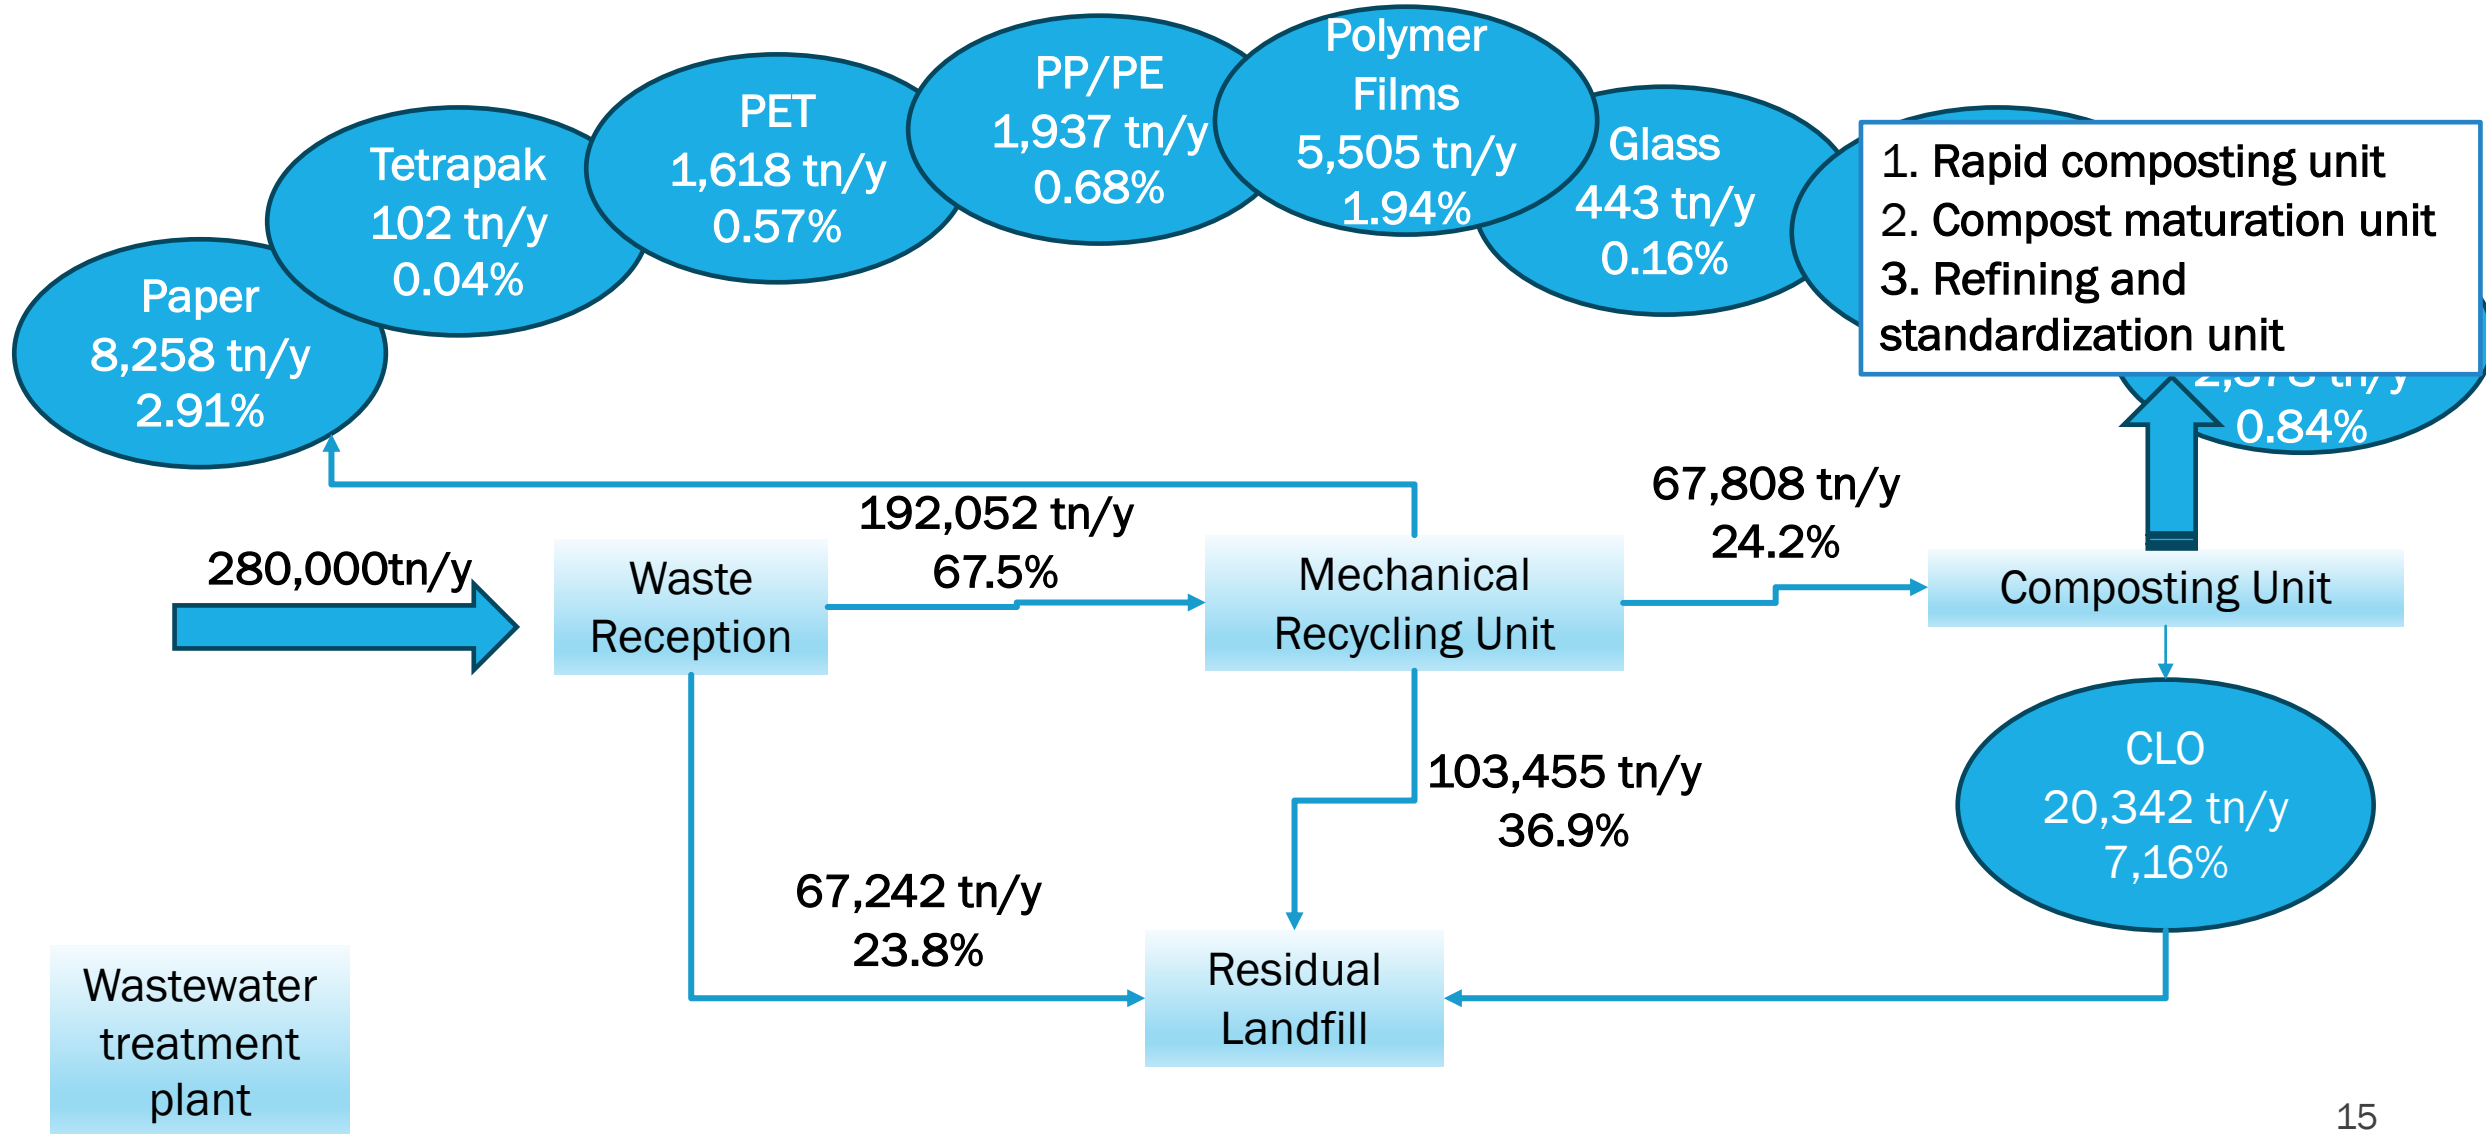 Polymer
Films
5,505 tn/y
1.94%
PP/PE
1,937 tn/y
0.68%
PET
1,618 tn/y
0.57%
Glass
443 tn/y
0.16%
Tetrapak
102 tn/y
0.04%
Paper
8,258 tn/y
2.91%
1. Rapid composting unit
2. Compost maturation unit
3. Refining and
standardization unit
tn/y
0.84%
280,000tn/y
Waste
Reception
192,052 tn/y
67.5%
Mechanical
Recycling Unit
67,808 tn/y
24.2%
Composting Unit
CLO
20,342 tn/y
7,16%
103,455 tn/y
36.9%
67,242 tn/y
23.8%
Residual
Landfill
Wastewater
treatment
plant
15